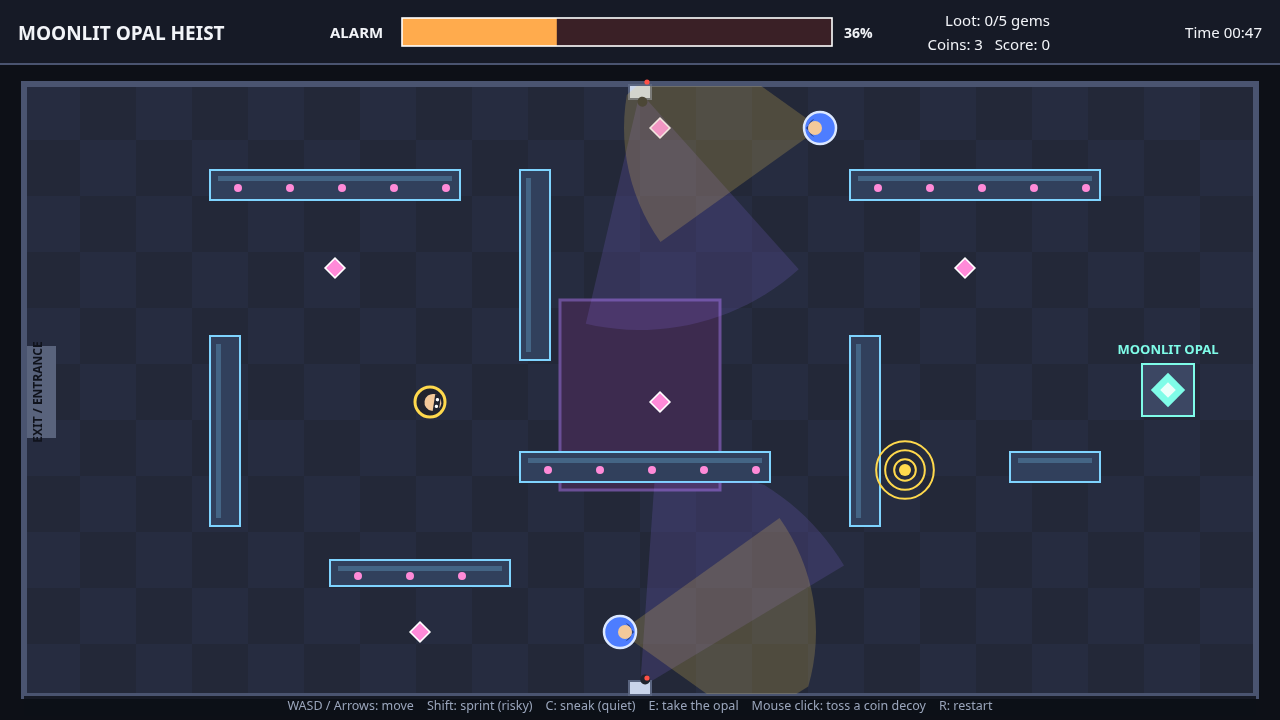 MOONLIT OPAL HEIST
ALARM
36%
Loot: 0/5 gems
Coins: 3 Score: 0
Time 00:47
MOONLIT OPAL
EXIT / ENTRANCE
WASD / Arrows: move Shift: sprint (risky) C: sneak (quiet) E: take the opal Mouse click: toss a coin decoy R: restart